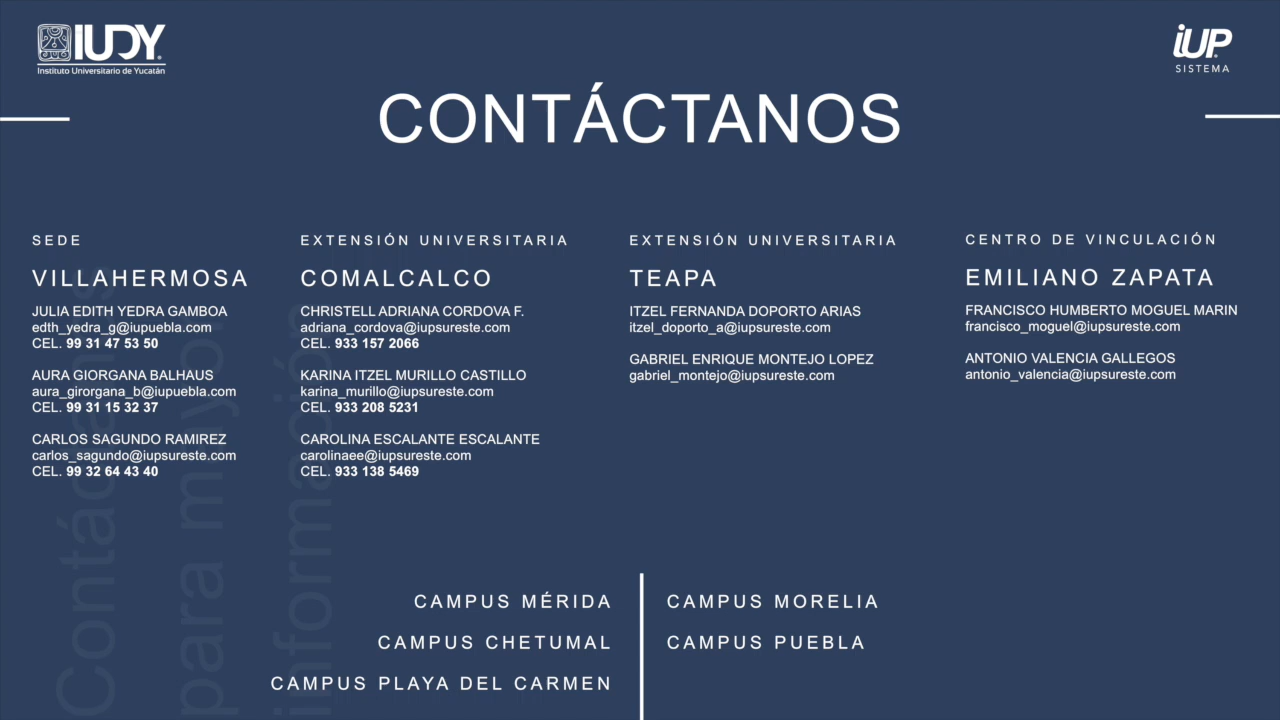 IUDY
Instituto Universitario de Yucatán
iUP
SISTEMA
CONTÁCTANOS
SEDE
VILLAHERMOSA
JULIA EDITH YEDRA GAMBOA
edth_yedra_g@iupuebla.com
CEL. 99 31 47 53 50
AURA GIORGANA BALHAUS
aura_girorgana_b@iupuebla.com
CEL. 99 31 15 32 37
CARLOS SAGUNDO RAMIREZ
carlos_sagundo@iupsureste.com
CEL. 99 32 64 43 40
EXTENSIÓN UNIVERSITARIA
COMALCALCO
CHRISTELL ADRIANA CORDOVA F.
adriana_cordova@iupsureste.com
CEL. 933 157 2066
KARINA ITZEL MURILLO CASTILLO
karina_murillo@iupsureste.com
CEL. 933 208 5231
CAROLINA ESCALANTE ESCALANTE
carolinaee@iupsureste.com
CEL. 933 138 5469
EXTENSIÓN UNIVERSITARIA
TEAPA
ITZEL FERNANDA DOPORTO ARIAS
itzel_doporto_a@iupsureste.com
GABRIEL ENRIQUE MONTEJO LOPEZ
gabriel_montejo@iupsureste.com
CENTRO DE VINCULACIÓN
EMILIANO ZAPATA
FRANCISCO HUMBERTO MOGUEL MARIN
francisco_moguel@iupsureste.com
ANTONIO VALENCIA GALLEGOS
antonio_valencia@iupsureste.com
Contáctanos
para mayor
información
CAMPUS MÉRIDA
CAMPUS CHETUMAL
CAMPUS PLAYA DEL CARMEN
CAMPUS MORELIA
CAMPUS PUEBLA